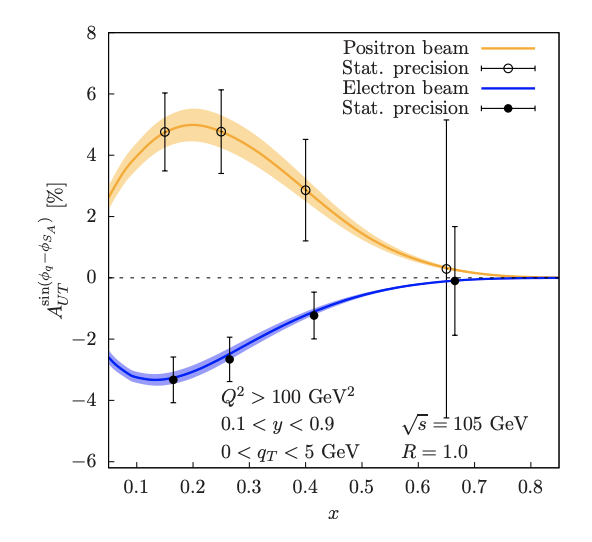 8
6
4
2
0
−2
−4
−6
A_{UT}^{sin(ϕ_q−ϕ_{S_A})} [%]
Positron beam
Stat. precision
Electron beam
Stat. precision
Q² > 100 GeV²
0.1 < y < 0.9
0 < q_T < 5 GeV
√s = 105 GeV
R = 1.0
0.1 0.2 0.3 0.4 0.5 0.6 0.7 0.8
x